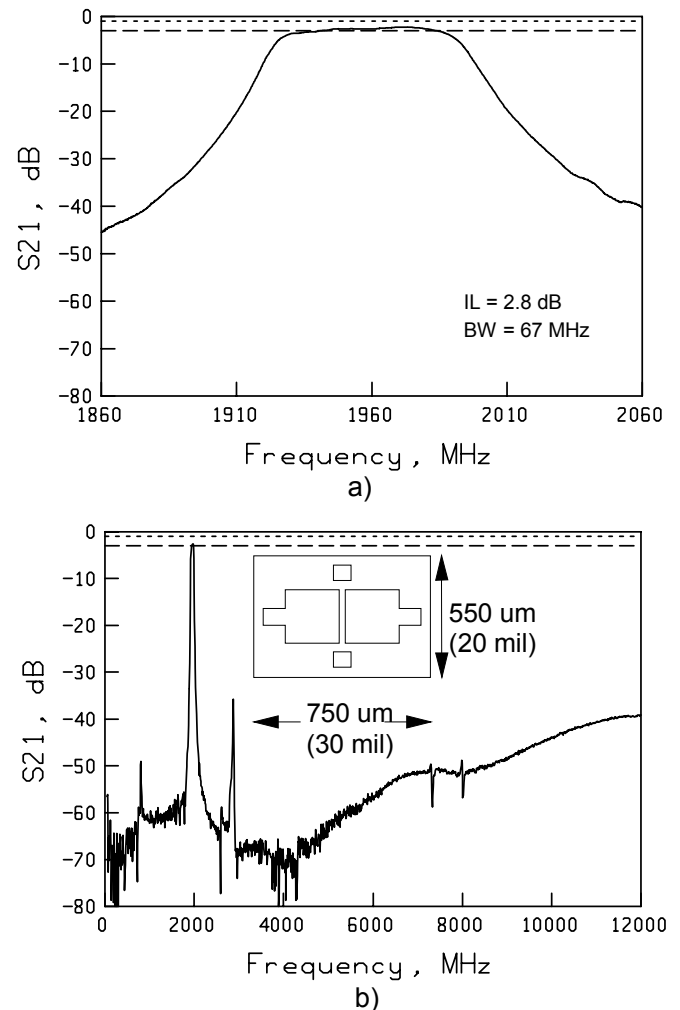 0
-10
-20
-30
-40
-50
-60
-70
-80
S21, dB
IL = 2.8 dB
BW = 67 MHz
1860 1910 1960 2010 2060
Frequency, MHz
a)
0
-10
-20
-30
-40
-50
-60
-70
-80
S21, dB
550 um
(20 mil)
750 um
(30 mil)
0 2000 4000 6000 8000 10000 12000
Frequency, MHz
b)